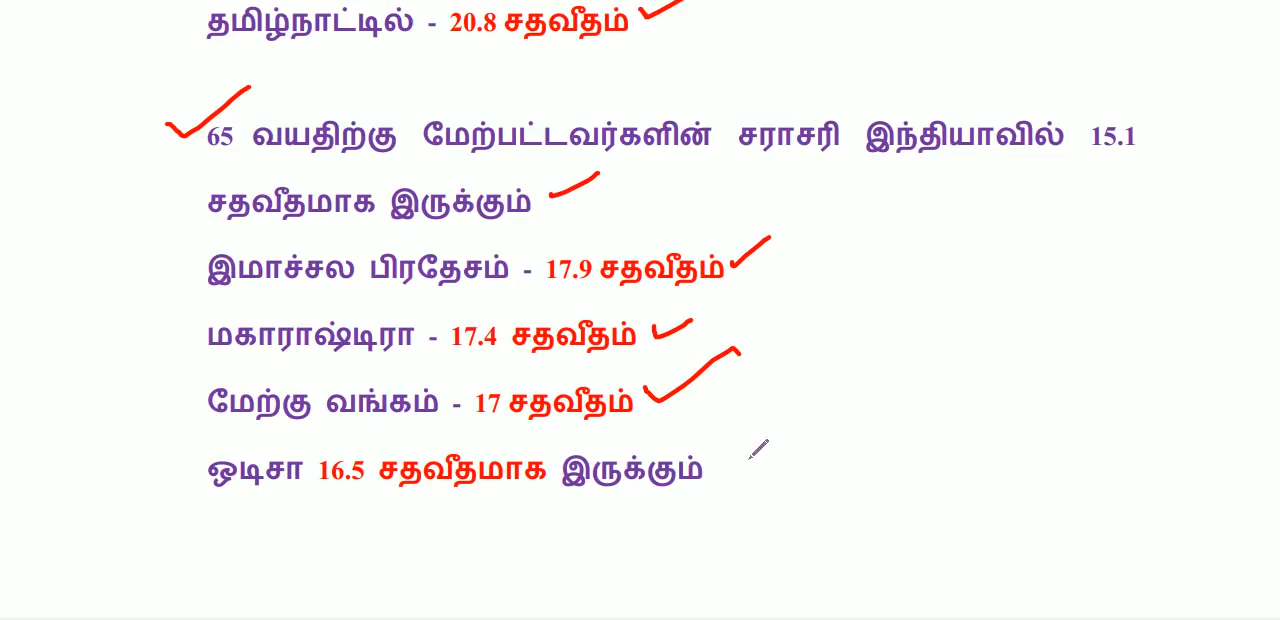 தமிழ்நாட்டில் - 20.8 சதவீதம்
65 வயதிற்கு மேற்பட்டவர்களின் சராசரி இந்தியாவில் 15.1
சதவீதமாக இருக்கும்
இமாச்சல பிரதேசம் - 17.9 சதவீதம்
மகாராஷ்டிரா - 17.4 சதவீதம்
மேற்கு வங்கம் - 17 சதவீதம்
ஒடிசா 16.5 சதவீதமாக இருக்கும்